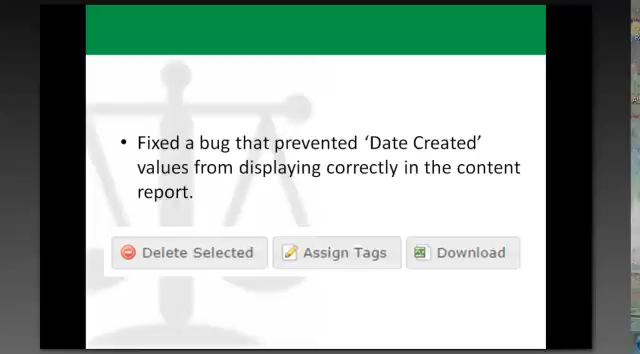 • Fixed a bug that prevented ‘Date Created’
values from displaying correctly in the content
report.
Delete Selected
Assign Tags
Download